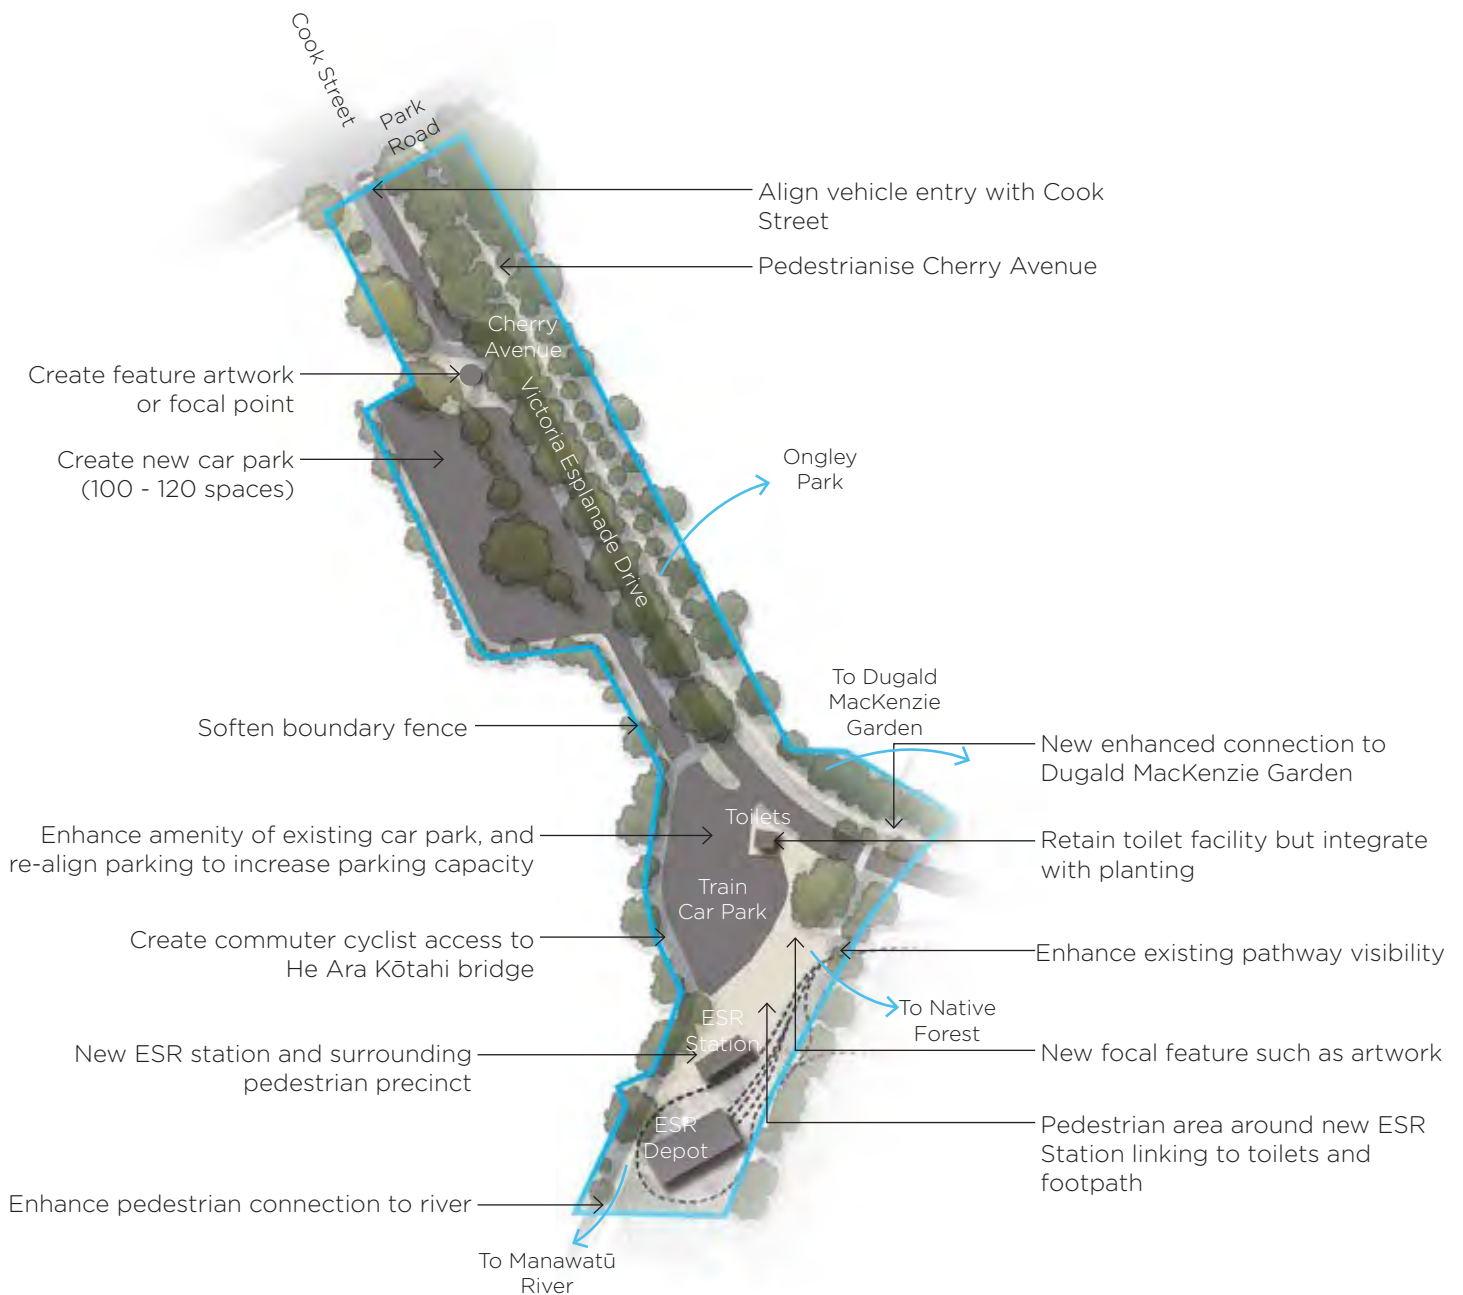 Cook Street
Park
Road
Align vehicle entry with Cook
Street
Pedestrianise Cherry Avenue
Cherry
Avenue
Create feature artwork
or focal point
Victoria Esplanade Drive
Create new car park
(100 - 120 spaces)
Ongley
Park
To Dugald
MacKenzie
Garden
Soften boundary fence
New enhanced connection to
Dugald MacKenzie Garden
Toilets
Enhance amenity of existing car park, and
re-align parking to increase parking capacity
Retain toilet facility but integrate
with planting
Train
Car Park
Create commuter cyclist access to
He Ara Kōtahi bridge
Enhance existing pathway visibility
To Native
Forest
ESR
Station
New ESR station and surrounding
pedestrian precinct
New focal feature such as artwork
ESR
Depot
Pedestrian area around new ESR
Station linking to toilets and
footpath
Enhance pedestrian connection to river
To Manawatū
River